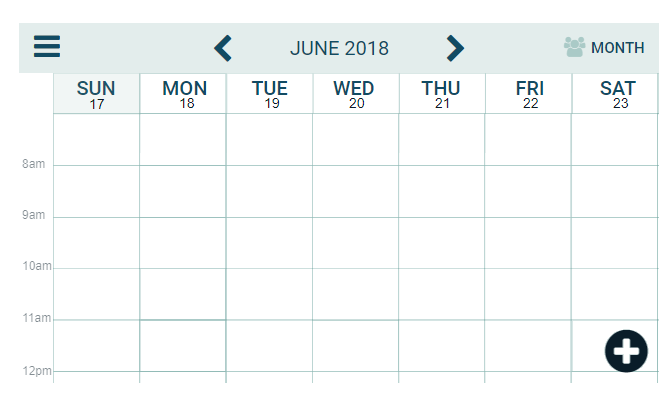 JUNE 2018 MONTH
SUN MON TUE WED THU FRI SAT
17 18 19 20 21 22 23
8am
9am
10am
11am
12pm